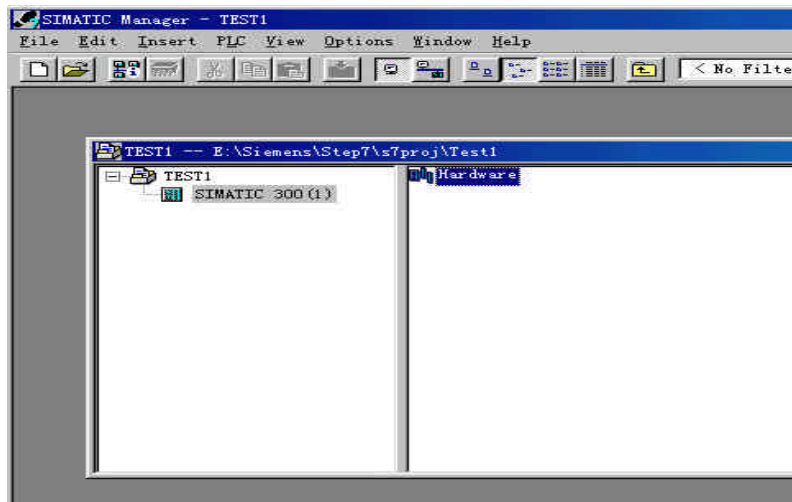 SIMATIC Manager - TEST1
File Edit Insert PLC View Options Window Help
< No Filte
TEST1 -- E:\Siemens\Step7\s7proj\Test1
TEST1
Hardware
SIMATIC 300(1)